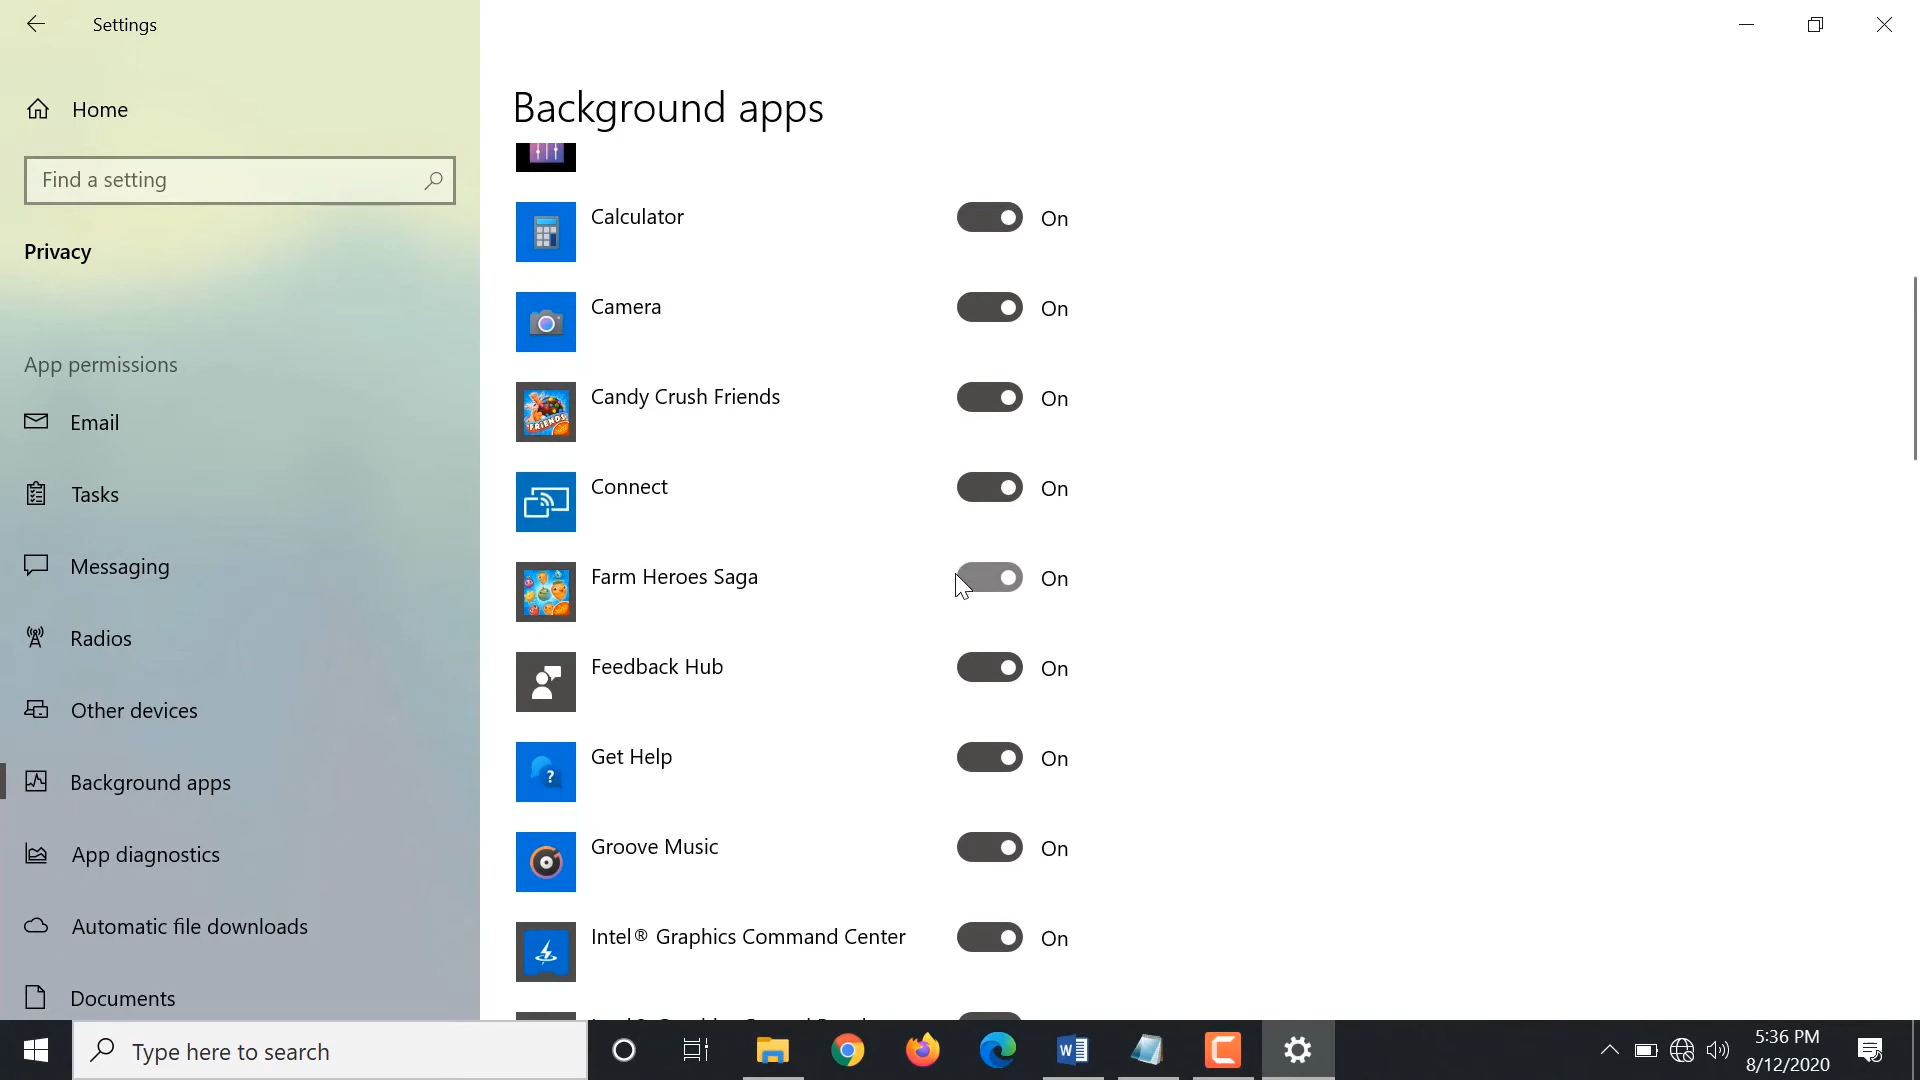 Settings
Home
Find a setting
Privacy
App permissions
Email
Tasks
Messaging
Radios
Other devices
Background apps
App diagnostics
Automatic file downloads
Documents
Background apps
Calculator On
Camera On
Candy Crush Friends On
FRIENDS
Connect On
Farm Heroes Saga On
Feedback Hub On
Get Help On
Groove Music On
Intel® Graphics Command Center On
Type here to search
5:36 PM
8/12/2020